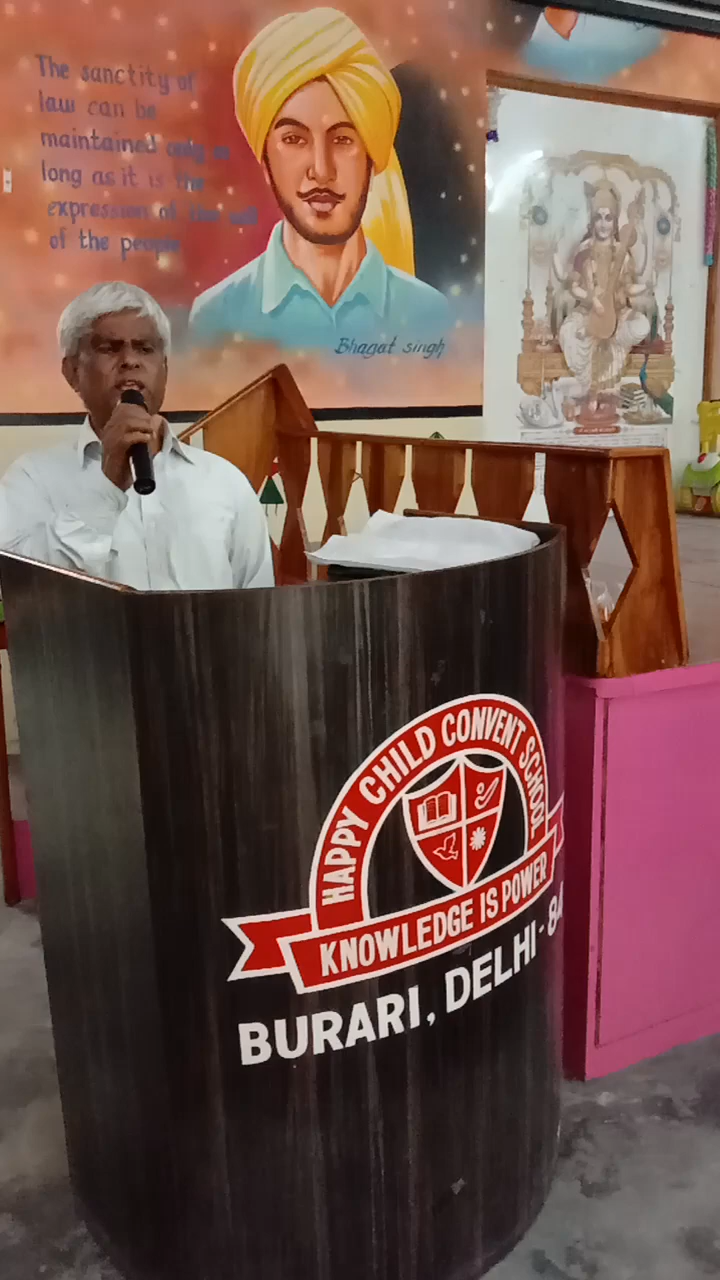 The sanctity of
law can be
maintained only as
long as it is the
expression of the will
of the people
Bhagat singh
HAPPY CHILD CONVENT SCHOOL
KNOWLEDGE IS POWER
BURARI, DELHI - 84